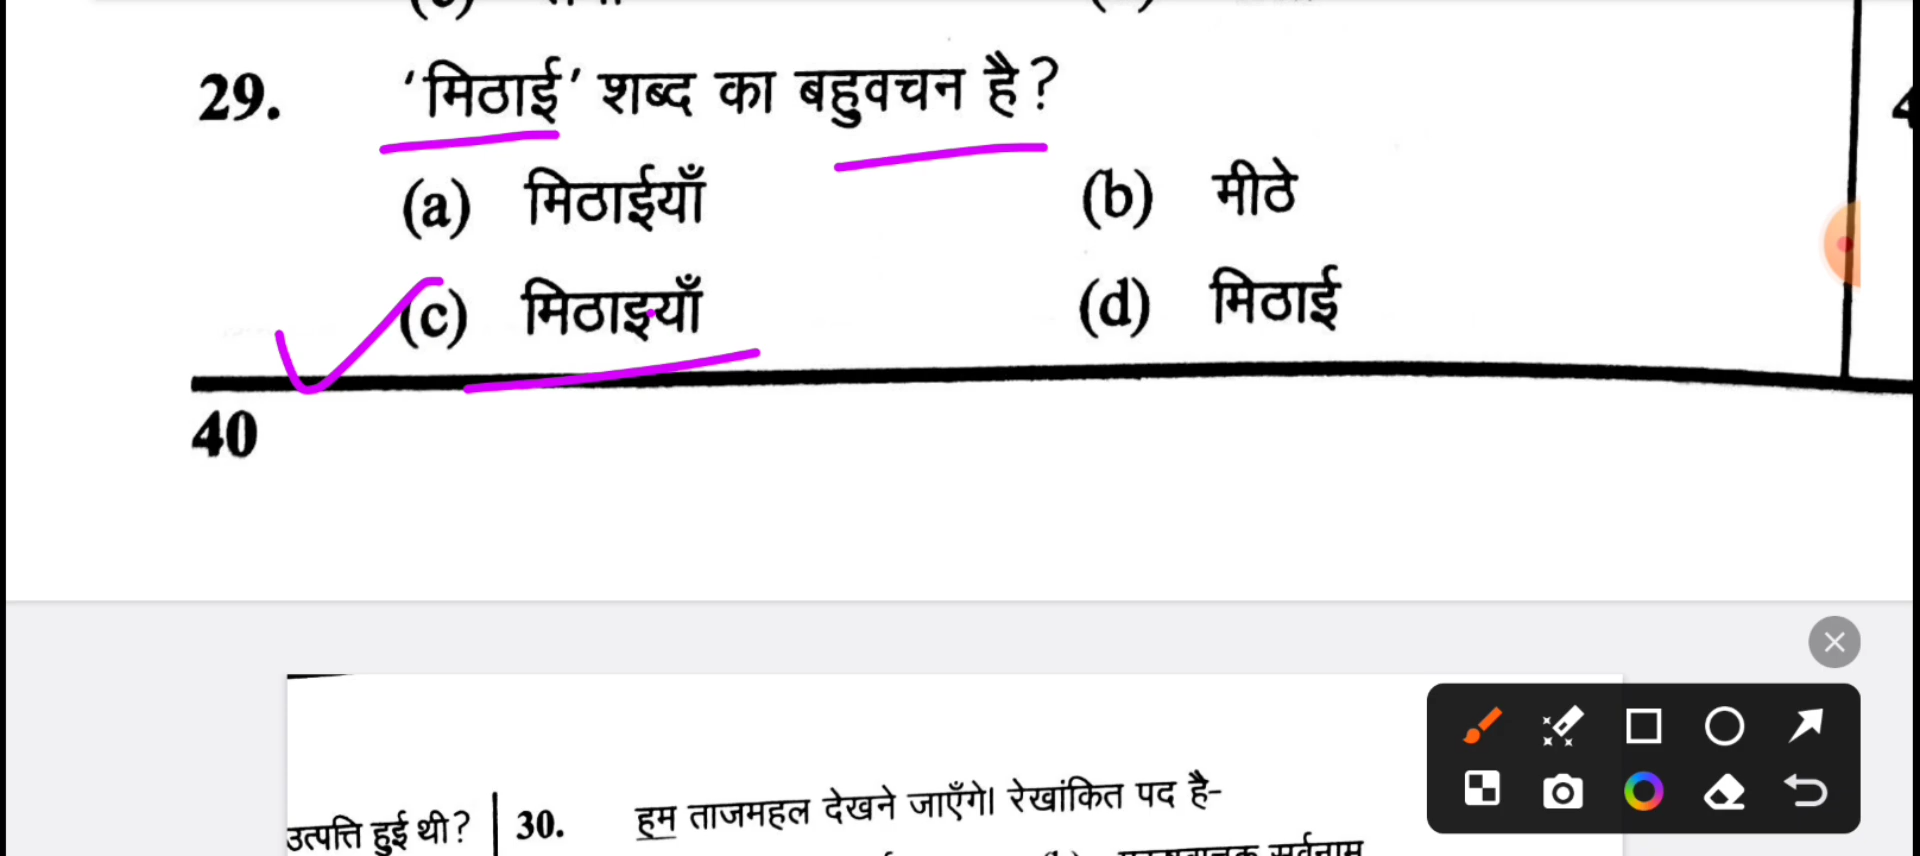 29. 'मिठाई' शब्द का बहुवचन है?
(a) मिठाईयाँ (b) मीठे
(c) मिठाइयाँ (d) मिठाई
40
उत्पत्ति हुई थी? 30. हम ताजमहल देखने जाएँगे। रेखांकित पद है-